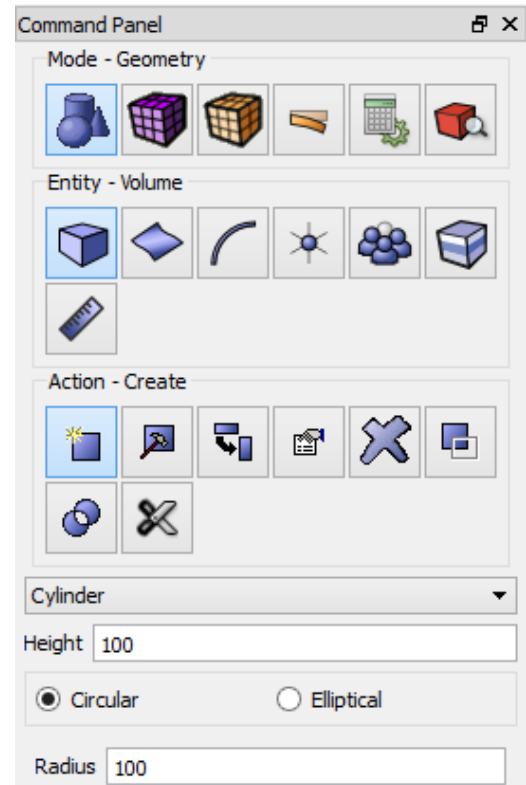 Command Panel
Mode - Geometry
Entity - Volume
Action - Create
Cylinder
Height 100
Circular Elliptical
Radius 100